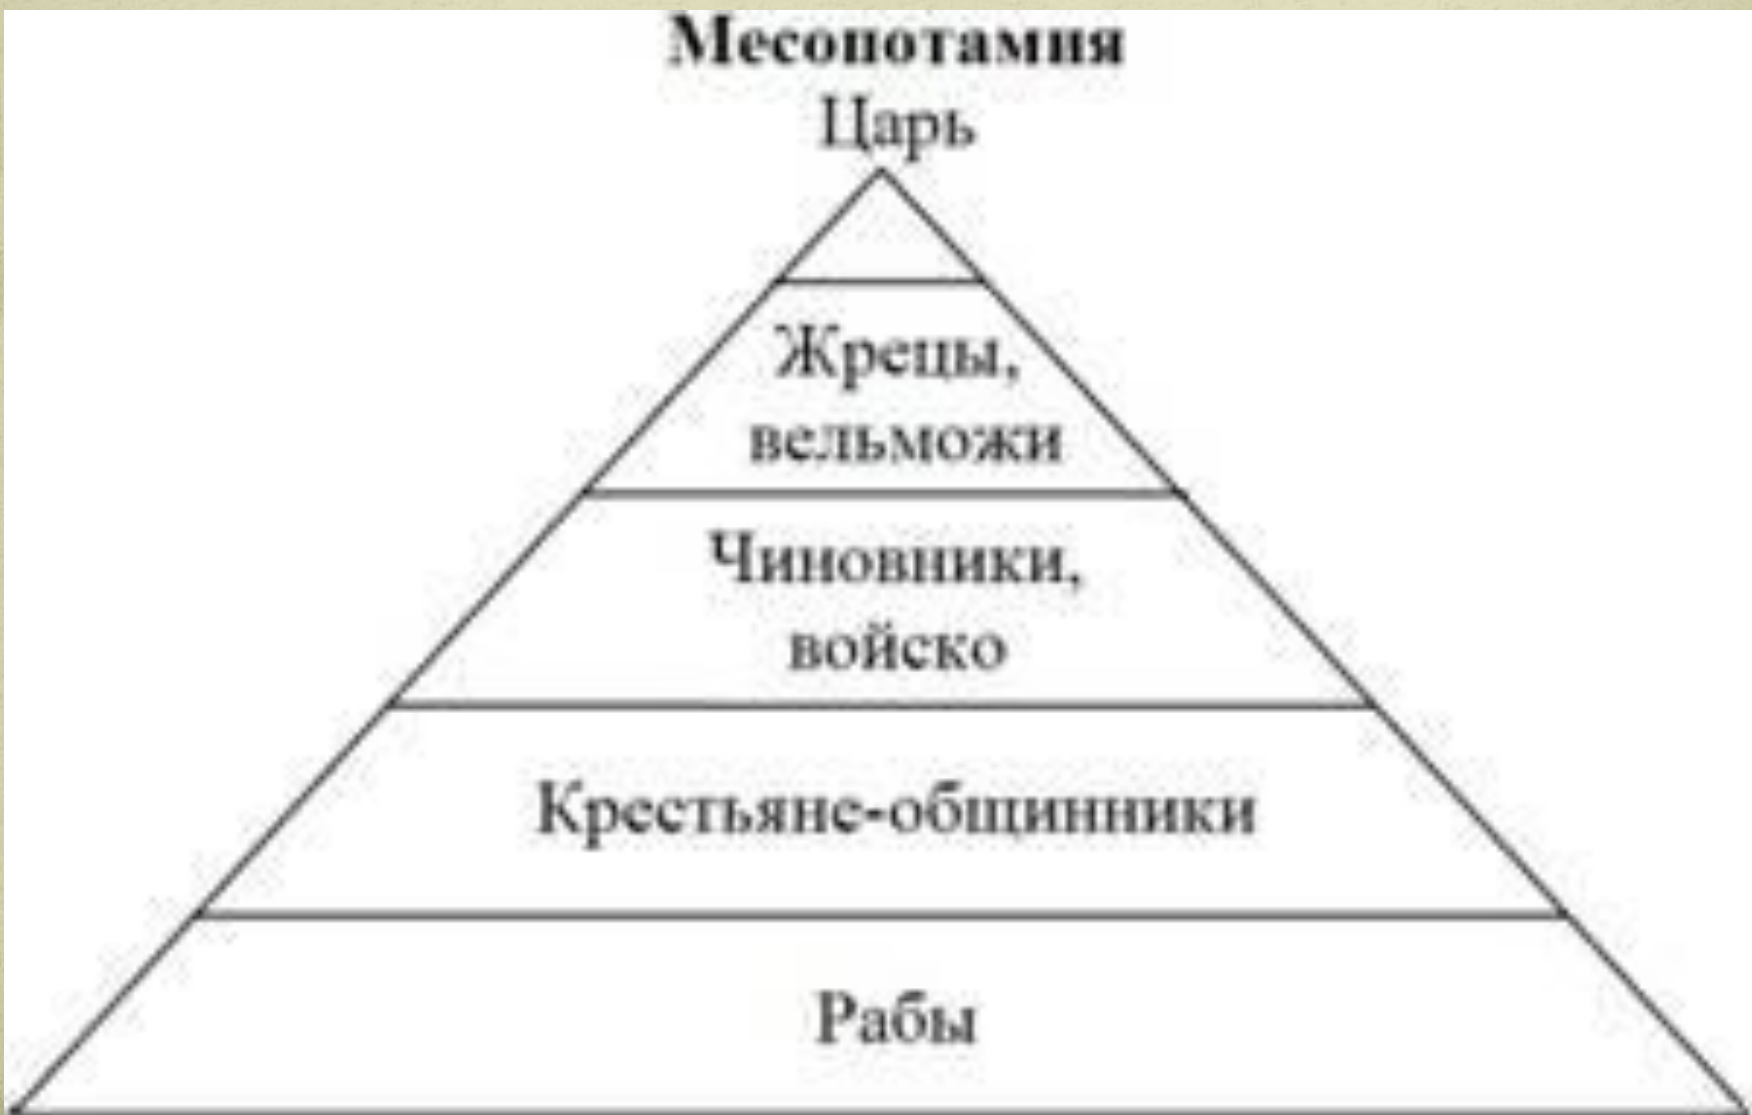 Месопотамия
Царь
Жрецы,
вельможи
Чиновники,
войско
Крестьяне-общинники
Рабы